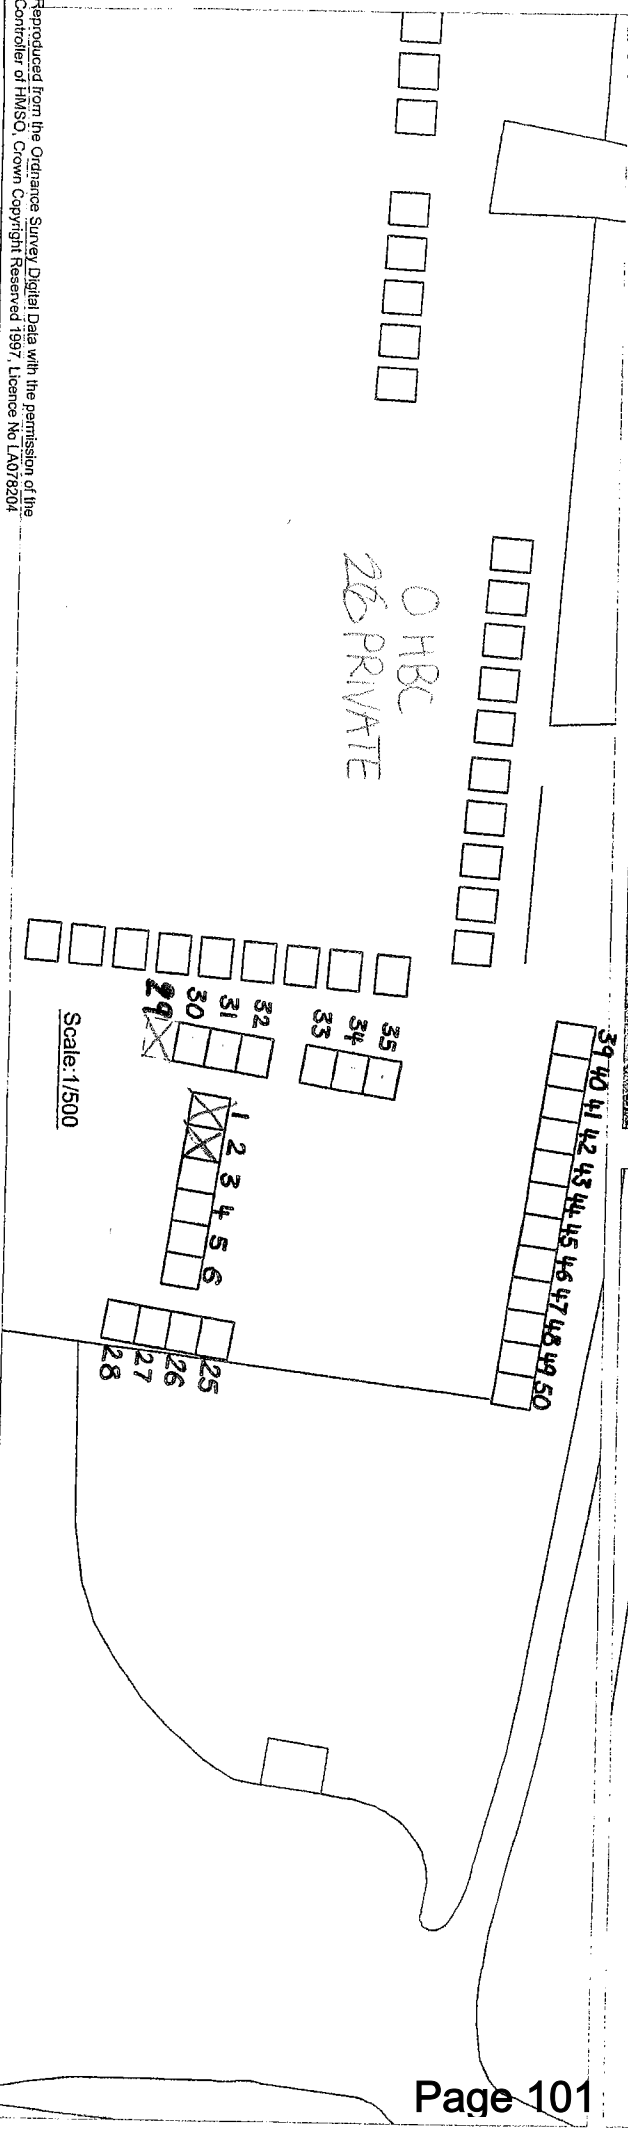 Reproduced from the Ordnance Survey Digital Data with the permission of the
Controller of HMSO, Crown Copyright Reserved 1997, Licence No LA078204
0 HBC
26 PRIVATE
Scale:1/500
29
30
31
32
33
34
35
39 40 41 42 43 44 45 46 47 48 49 50
1
2
3
4
5
6
28
27
26
25
Page 101